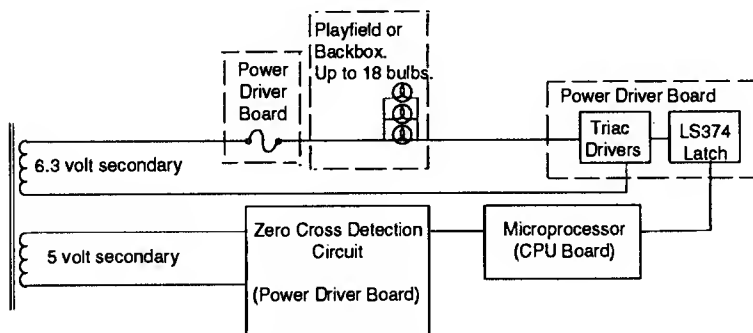 Playfield or
Backbox.
Up to 18 bulbs.
Power
Driver
Board
Power Driver Board
Triac
Drivers
LS374
Latch
6.3 volt secondary
5 volt secondary
Zero Cross Detection
Circuit
(Power Driver Board)
Microprocessor
(CPU Board)